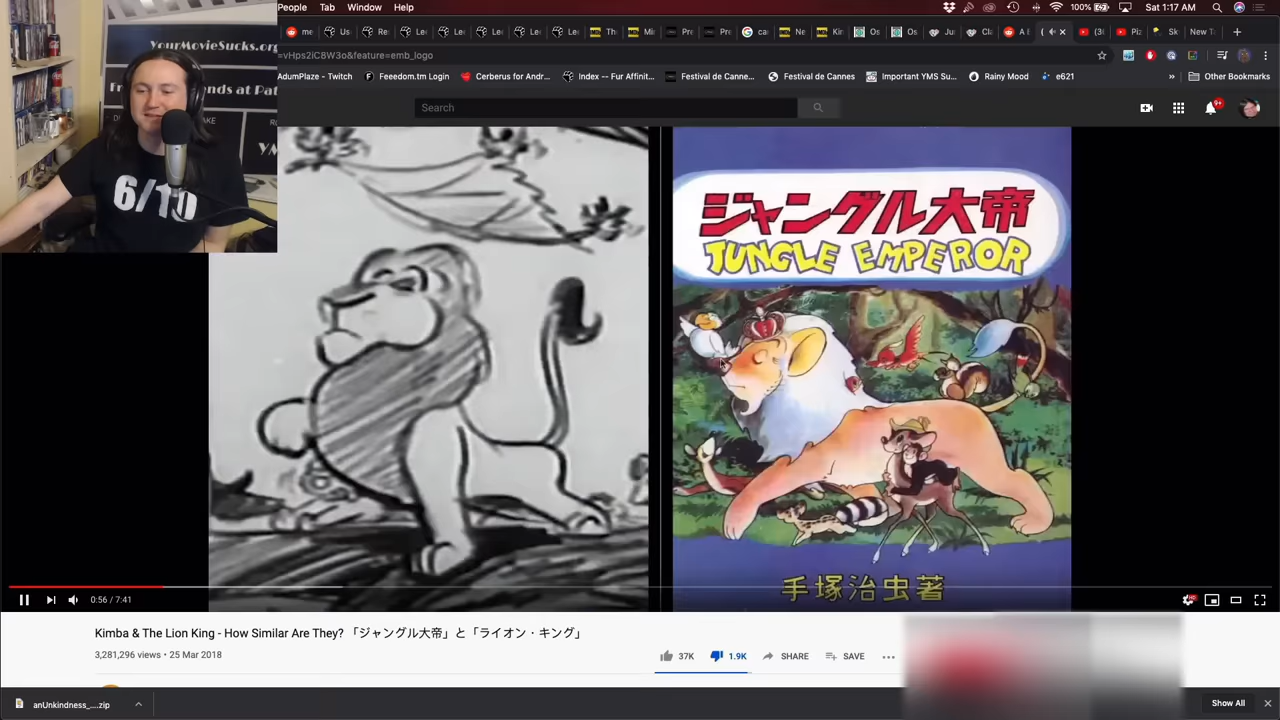 People Tab Window Help
100% Sat 1:17 AM
YourMovieSucks.org
6/10
=vHps2iC8W3o&feature=emb_logo
AdumPlaze - Twitch Feeedom.tm Login Cerberus for Andr... Index -- Fur Affinit... Festival de Canne... Festival de Cannes Important YMS Su... Rainy Mood e621 » Other Bookmarks
Search
9+
ジャングル大帝
JUNGLE EMPEROR
手塚治虫著
0:56 / 7:41
Kimba & The Lion King - How Similar Are They? 「ジャングル大帝」と「ライオン・キング」
3,281,296 views • 25 Mar 2018
37K 1.9K SHARE SAVE
anUnkindness_....zip
Show All